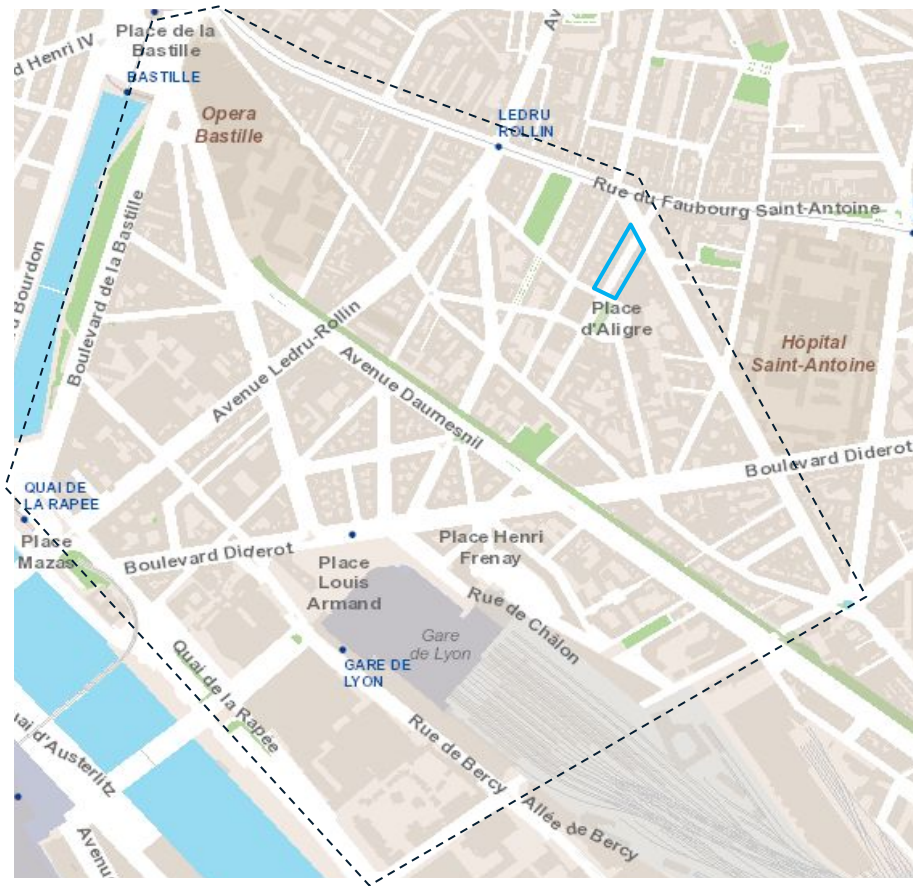 Place de la
Bastille
d Henri IV
BASTILLE
Opera
Bastille
LEDRU
ROLLIN
Av
Rue du Faubourg Saint-Antoine
Boulevard de la Bastille
d Bourdon
Place
d'Aligre
Hôpital
Saint-Antoine
Avenue Ledru-Rollin
Avenue Daumesnil
Boulevard Diderot
QUAI DE
LA RAPEE
Place
Mazas
Boulevard Diderot
Place
Louis
Armand
Place Henri
Frenay
Rue de Châlon
Gare
de Lyon
GARE DE
LYON
Quai de la Rapée
Rue de Bercy
Allée de Bercy
uai d'Austerlitz
Avenue